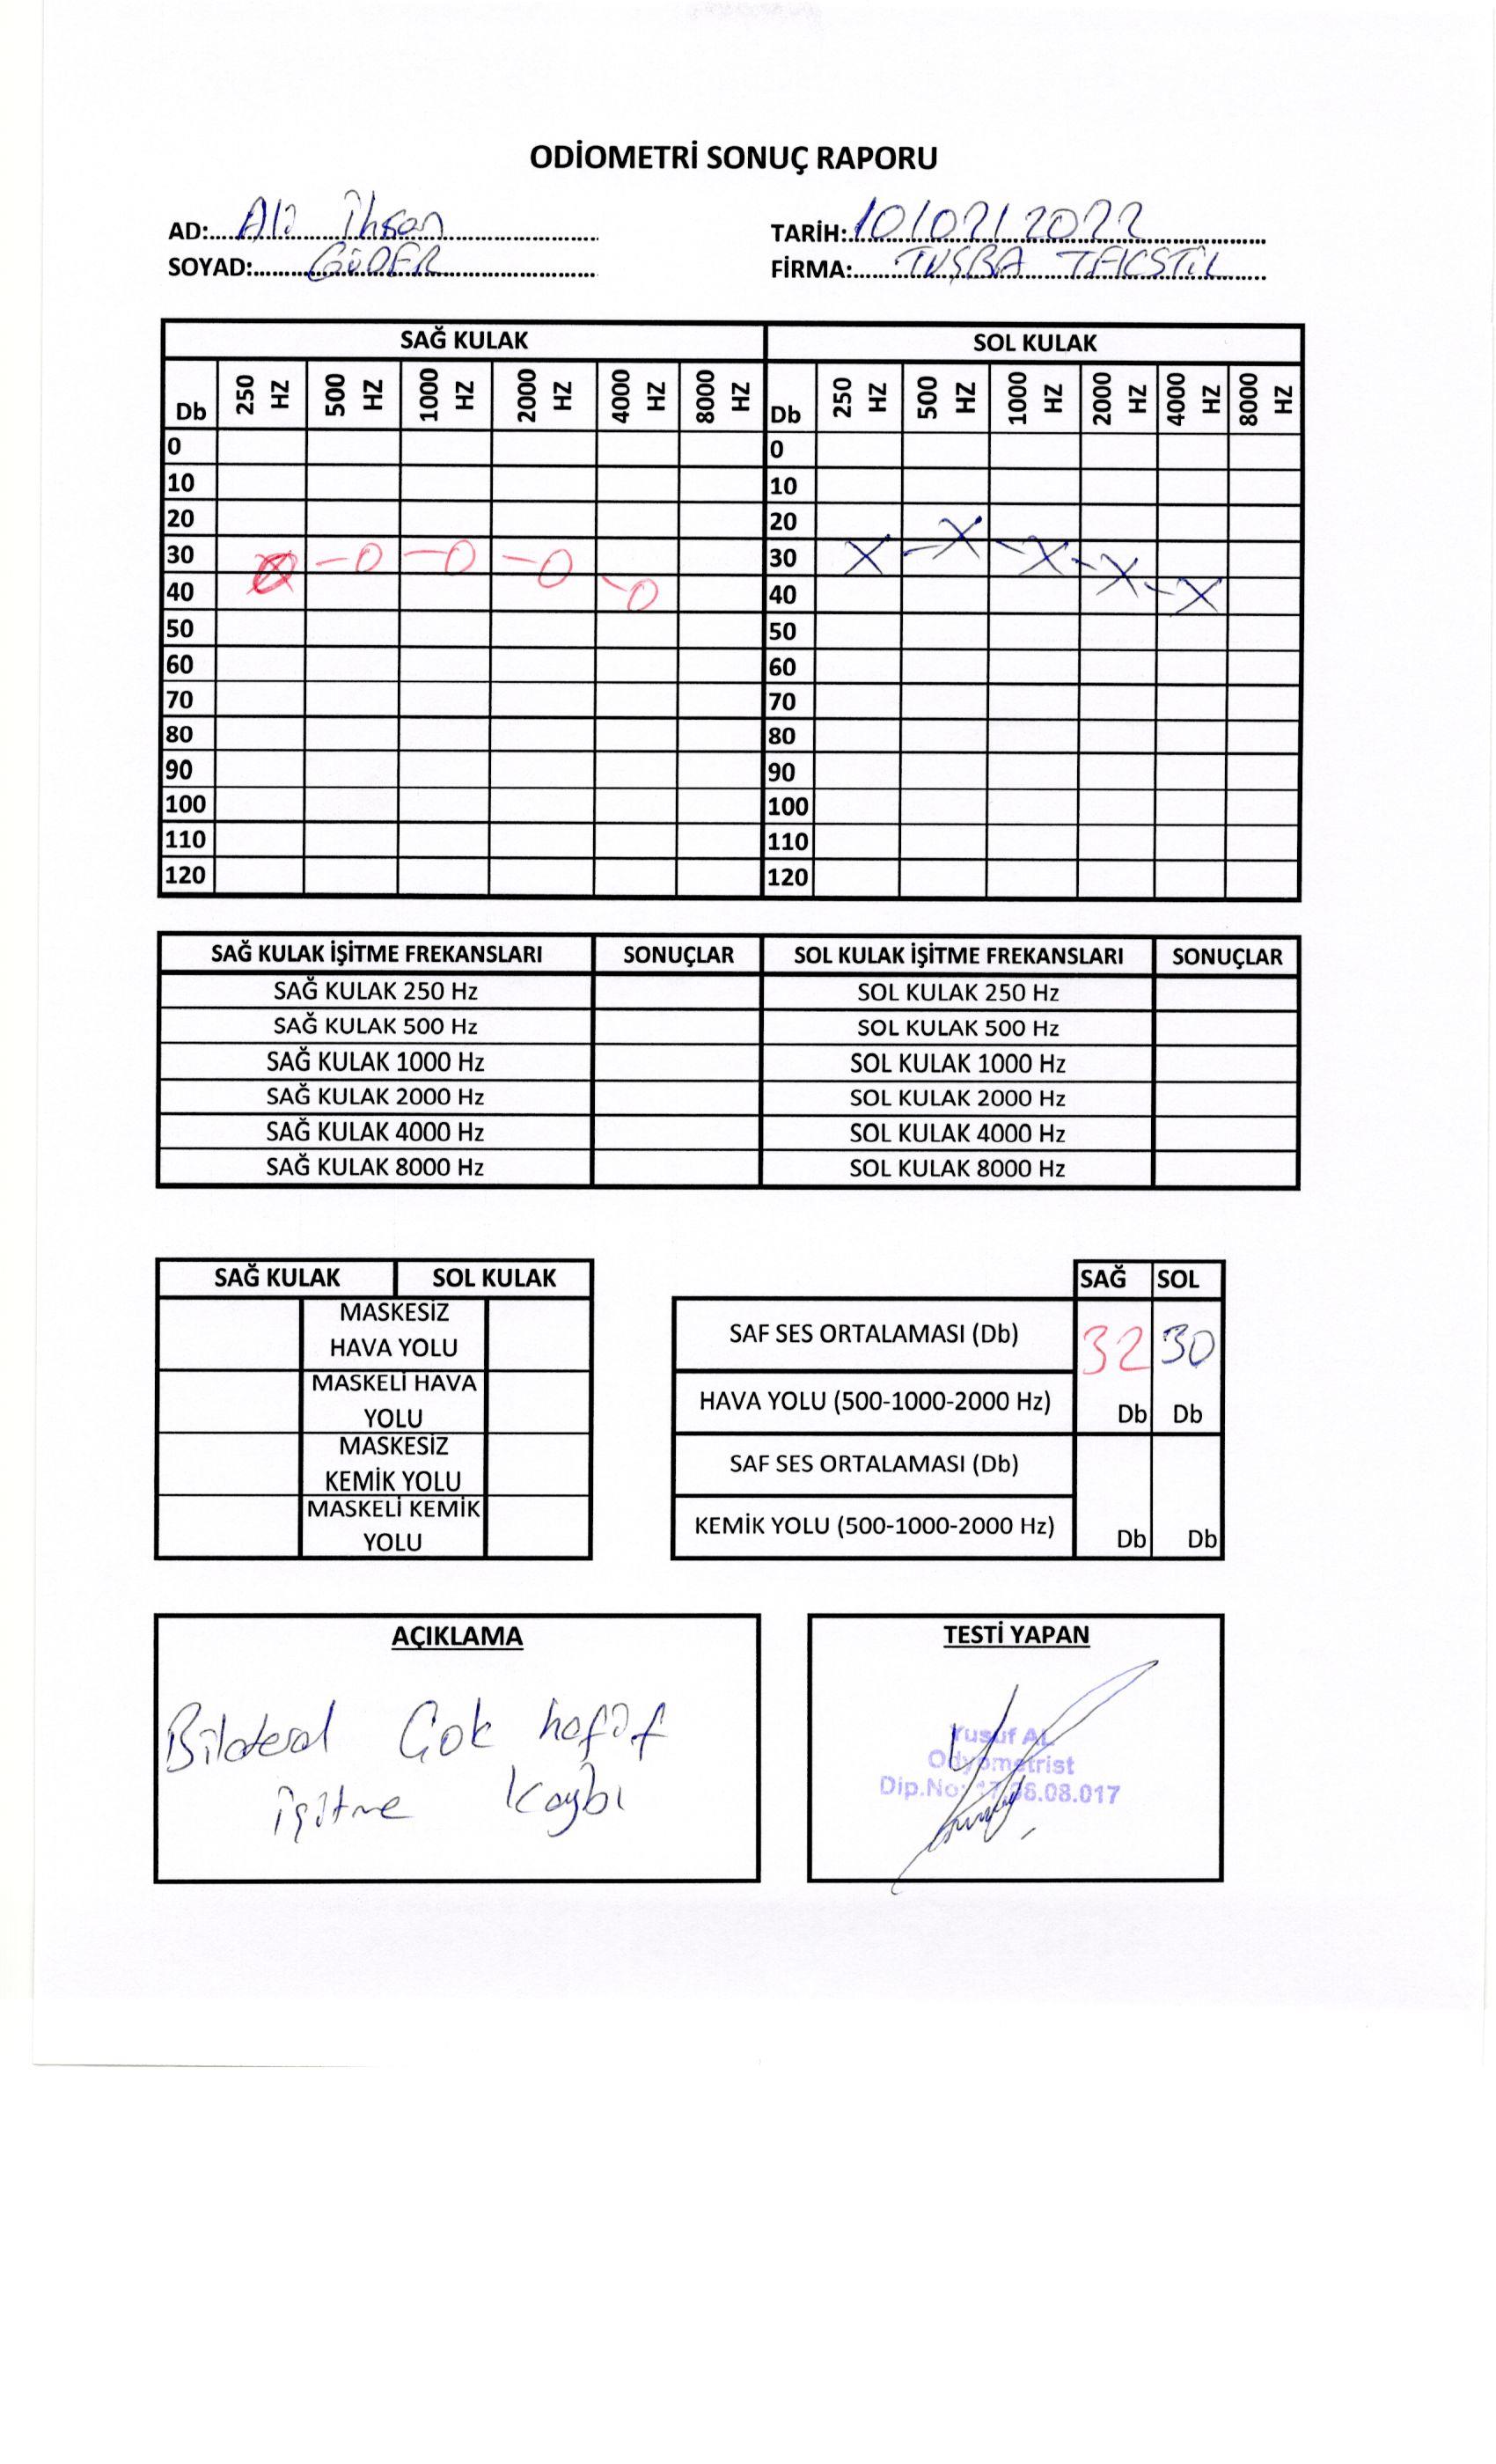 ODİOMETRİ SONUÇ RAPORU
AD: Ali İhsan TARİH: 10/02/2022
SOYAD: GÜDER FİRMA: TUŞBA TEKSTİL
SAĞ KULAK SOL KULAK
Db 250 HZ 500 HZ 1000 HZ 2000 HZ 4000 HZ 8000 HZ Db 250 HZ 500 HZ 1000 HZ 2000 HZ 4000 HZ 8000 HZ
0 0
10 10
20 20
30 30
40 40
50 50
60 60
70 70
80 80
90 90
100 100
110 110
120 120
SAĞ KULAK İŞİTME FREKANSLARI SONUÇLAR SOL KULAK İŞİTME FREKANSLARI SONUÇLAR
SAĞ KULAK 250 Hz SOL KULAK 250 Hz
SAĞ KULAK 500 Hz SOL KULAK 500 Hz
SAĞ KULAK 1000 Hz SOL KULAK 1000 Hz
SAĞ KULAK 2000 Hz SOL KULAK 2000 Hz
SAĞ KULAK 4000 Hz SOL KULAK 4000 Hz
SAĞ KULAK 8000 Hz SOL KULAK 8000 Hz
SAĞ KULAK SOL KULAK
MASKESİZ
HAVA YOLU
MASKELİ HAVA
YOLU
MASKESİZ
KEMİK YOLU
MASKELİ KEMİK
YOLU
SAĞ SOL
SAF SES ORTALAMASI (Db) 32 30
HAVA YOLU (500-1000-2000 Hz) Db Db
SAF SES ORTALAMASI (Db)
KEMİK YOLU (500-1000-2000 Hz) Db Db
AÇIKLAMA
Bilateral Çok hafif
işitme kaybı
TESTİ YAPAN
Yusuf AL
Odyometrist
Dip.No: